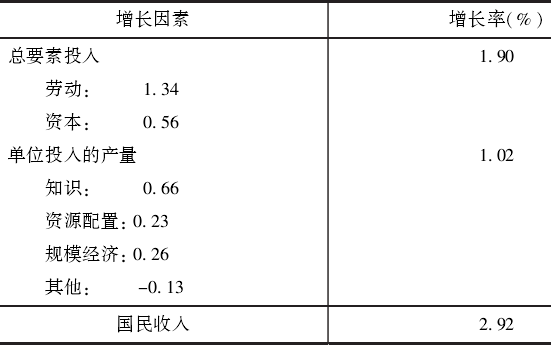 增长因素 增长率(%)
总要素投入 1.90
劳动: 1.34
资本: 0.56
单位投入的产量 1.02
知识: 0.66
资源配置: 0.23
规模经济: 0.26
其他: -0.13
国民收入 2.92